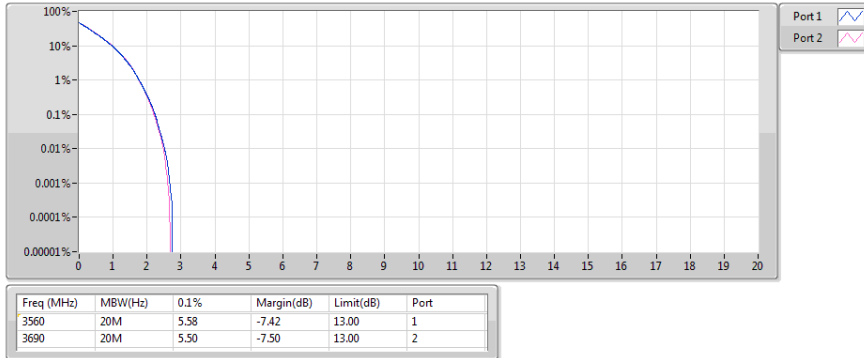 100%
10%
1%
0.1%
0.01%
0.001%
0.0001%
0.00001%
0 1 2 3 4 5 6 7 8 9 10 11 12 13 14 15 16 17 18 19 20
Port 1
Port 2
Freq (MHz) MBW(Hz) 0.1% Margin(dB) Limit(dB) Port
3560 20M 5.58 -7.42 13.00 1
3690 20M 5.50 -7.50 13.00 2